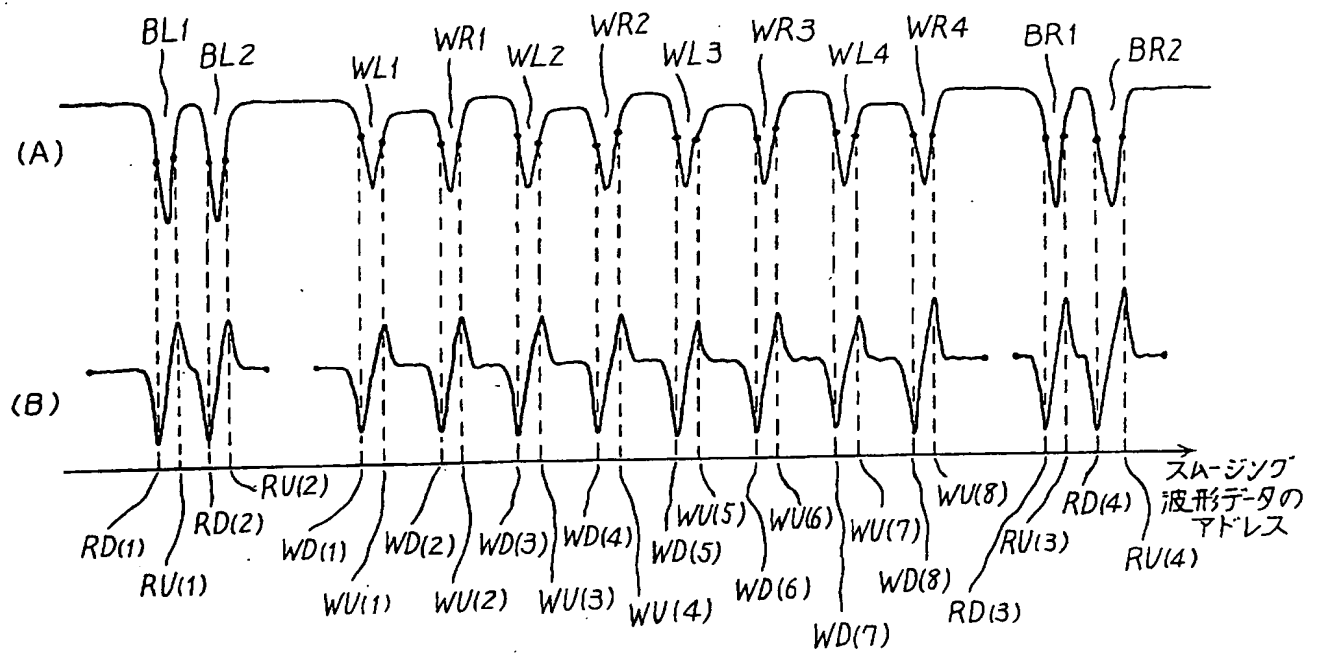 BL1
BL2
WL1
WR1
WL2
WR2
WL3
WR3
WL4
WR4
BR1
BR2
(A)
(B)
スムージング
波形データの
アドレス
RD(1)
RU(1)
RD(2)
RU(2)
WD(1)
WU(1)
WD(2)
WU(2)
WD(3)
WU(3)
WD(4)
WU(4)
WD(5)
WU(5)
WD(6)
WU(6)
WD(7)
WU(7)
WD(8)
WU(8)
RD(3)
RU(3)
RD(4)
RU(4)